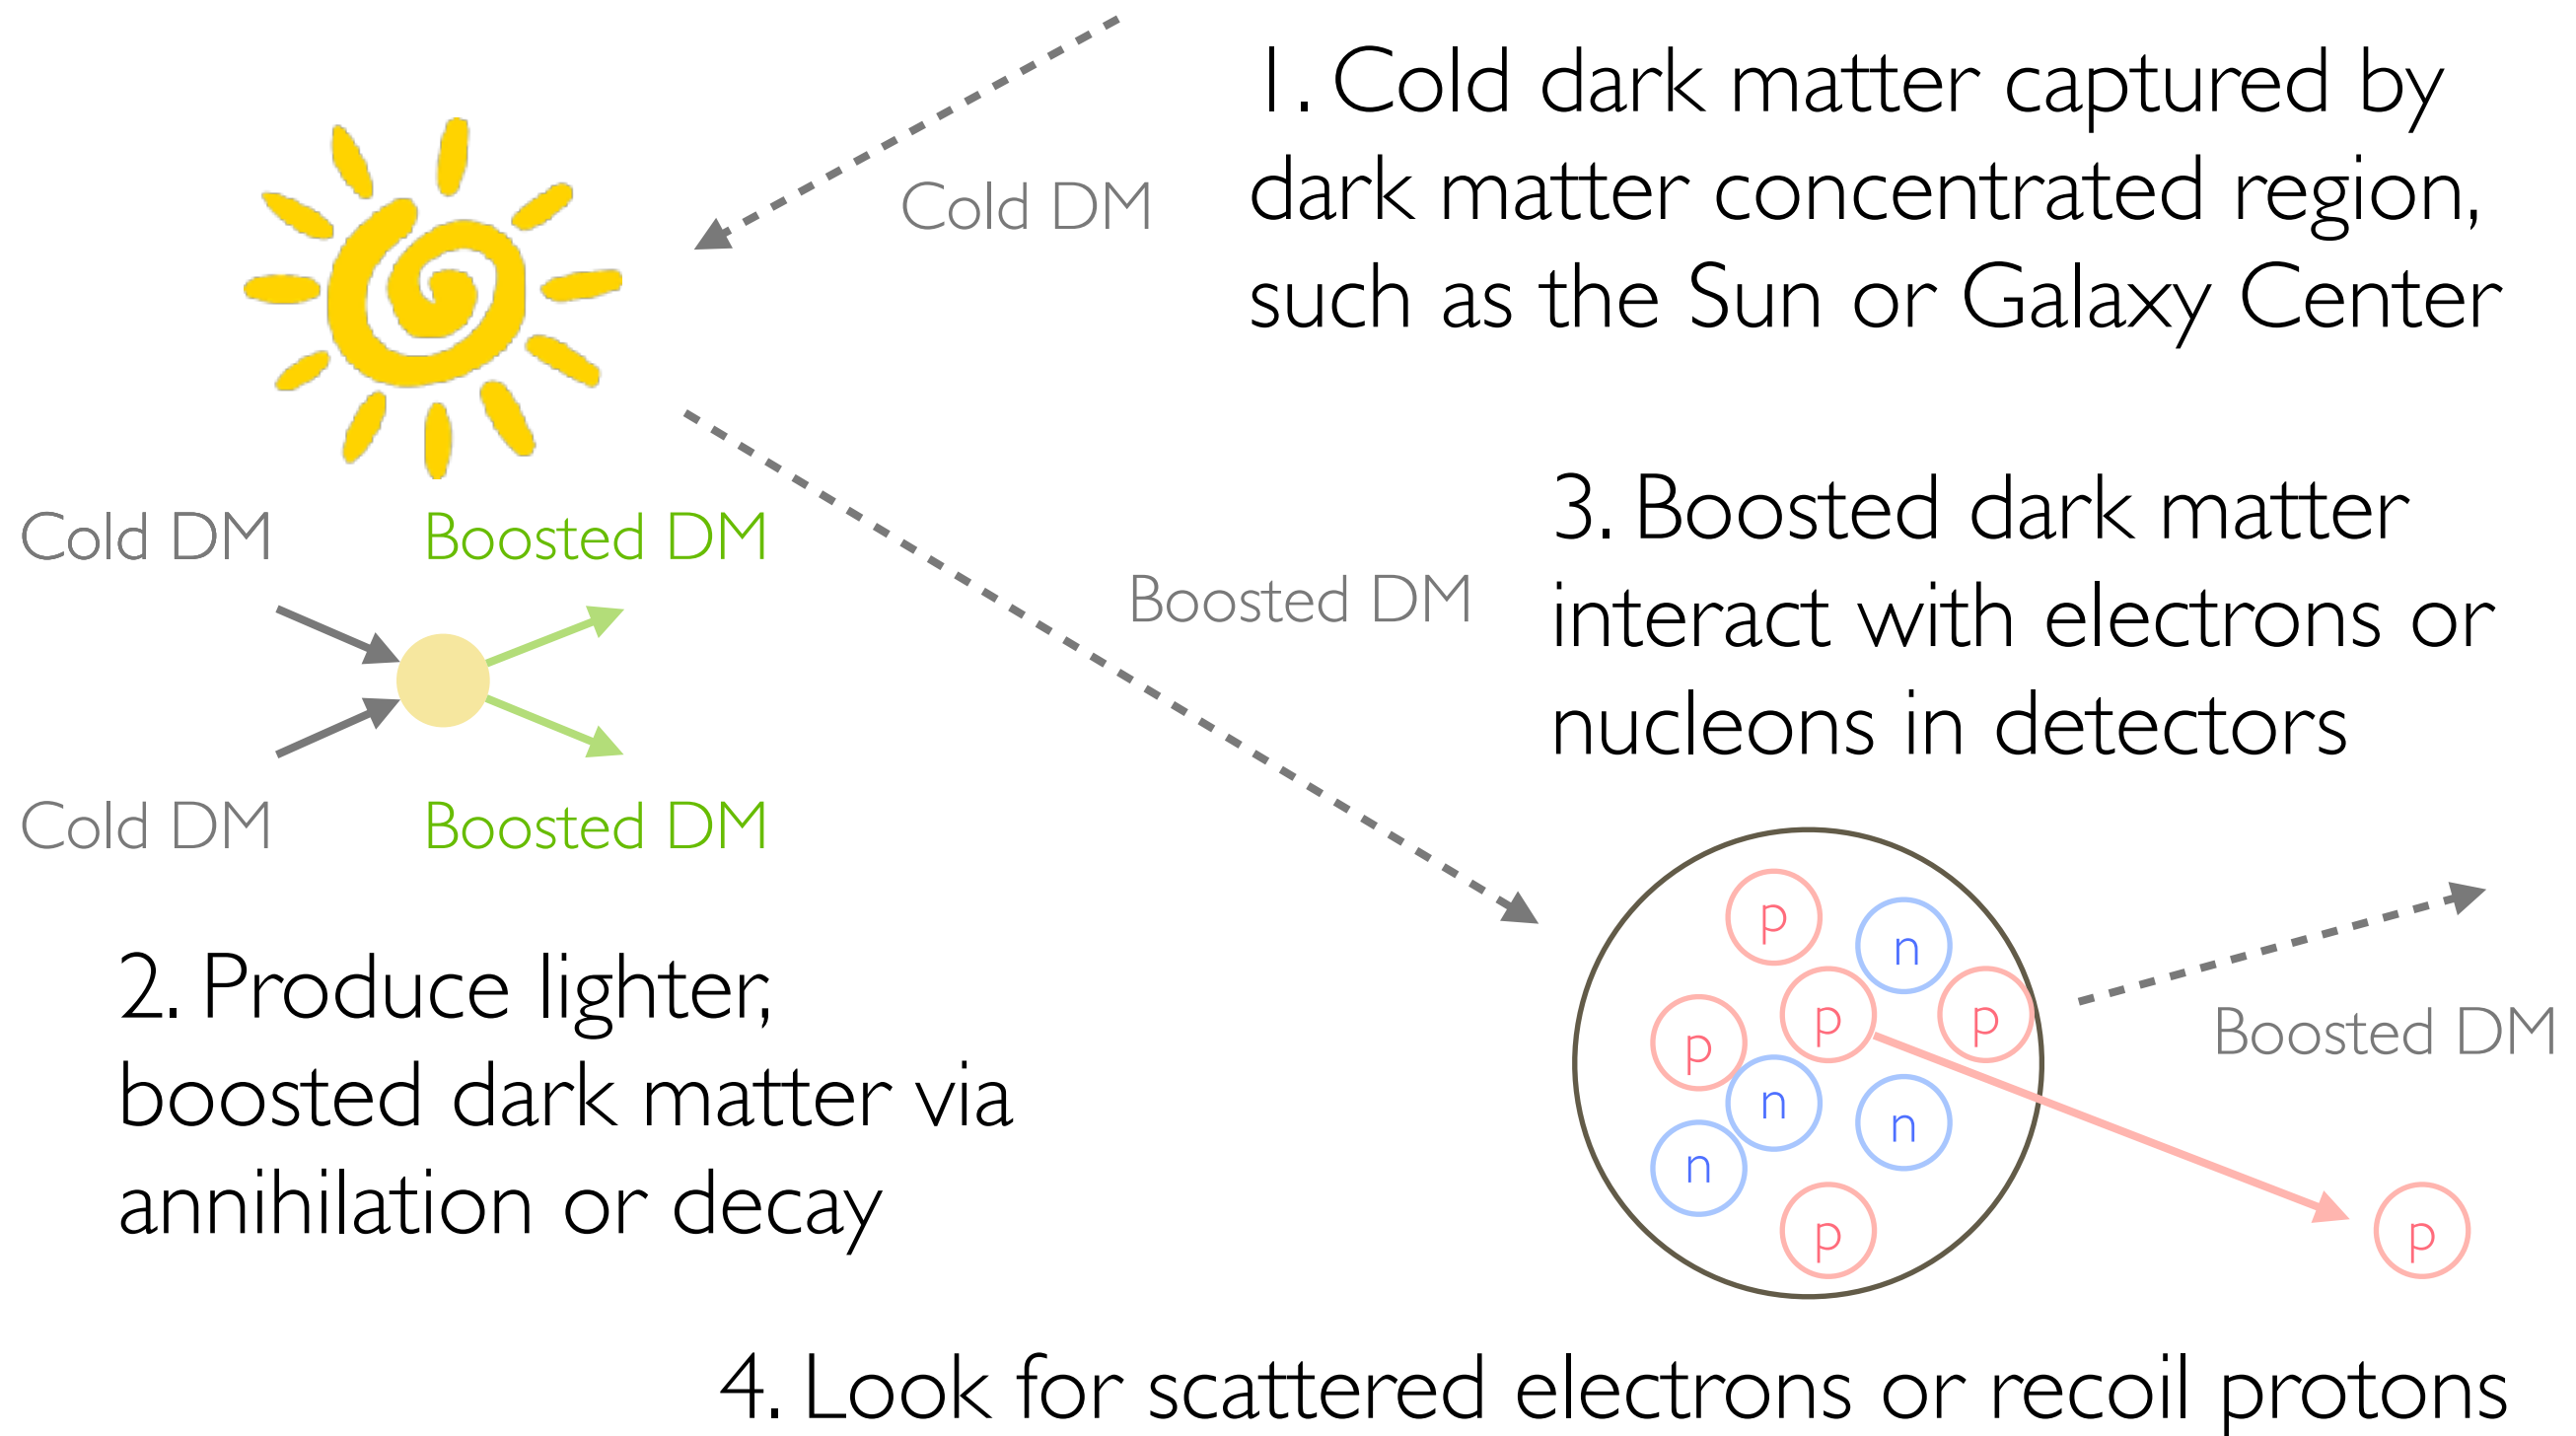 1. Cold dark matter captured by
dark matter concentrated region,
such as the Sun or Galaxy Center
Cold DM
Cold DM
Boosted DM
Cold DM
Boosted DM
2. Produce lighter,
boosted dark matter via
annihilation or decay
Boosted DM
3. Boosted dark matter
interact with electrons or
nucleons in detectors
p
n
p
p
p
n
n
n
p
Boosted DM
p
4. Look for scattered electrons or recoil protons